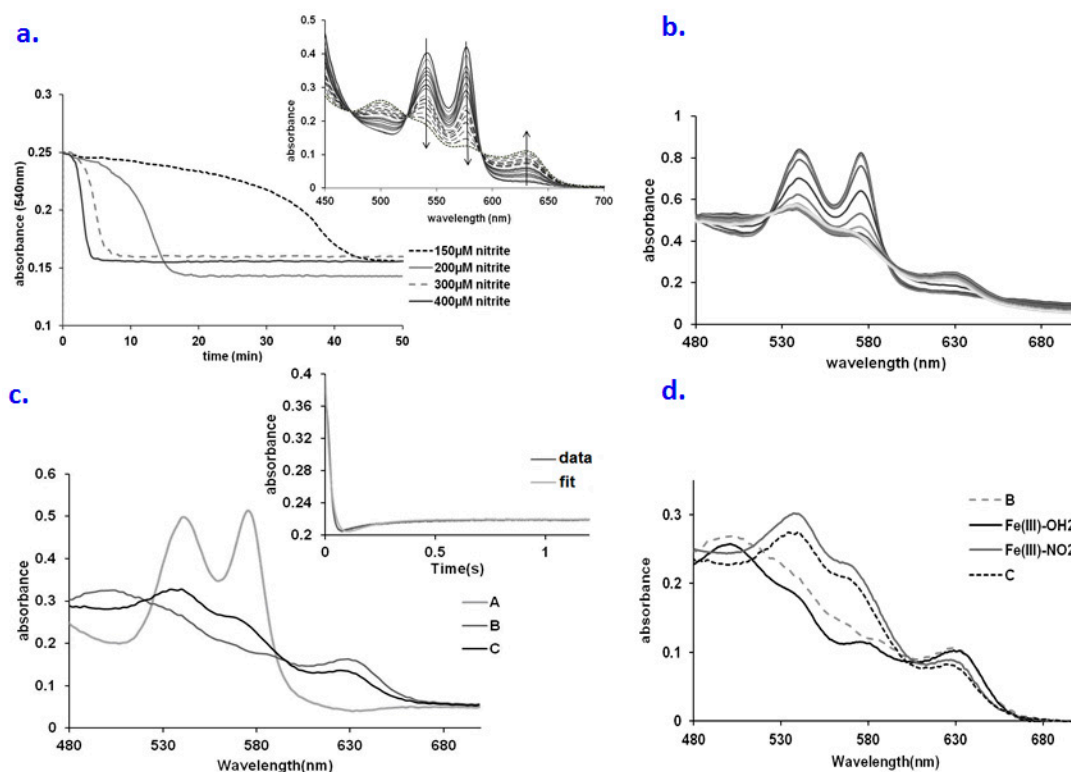 a.
absorbance (540nm)
0.3
0.25
0.2
0.15
0.1
0 10 20 30 40 50
time (min)
absorbance
0.5
0.4
0.3
0.2
0.1
0
450 500 550 600 650 700
wavelength (nm)
150µM nitrite
200µM nitrite
300µM nitrite
400µM nitrite
b.
absorbance
1
0.8
0.6
0.4
0.2
0
480 530 580 630 680
wavelength (nm)
c.
absorbance
0.6
0.5
0.4
0.3
0.2
0.1
0
480 530 580 630 680
Wavelength(nm)
A
B
C
absorbance
0.4
0.36
0.32
0.28
0.24
0.2
0 0.5 1
Time(s)
data
fit
d.
absorbance
0.3
0.2
0.1
0
480 530 580 630 680
Wavelength(nm)
B
Fe(III)-OH2
Fe(III)-NO2
C